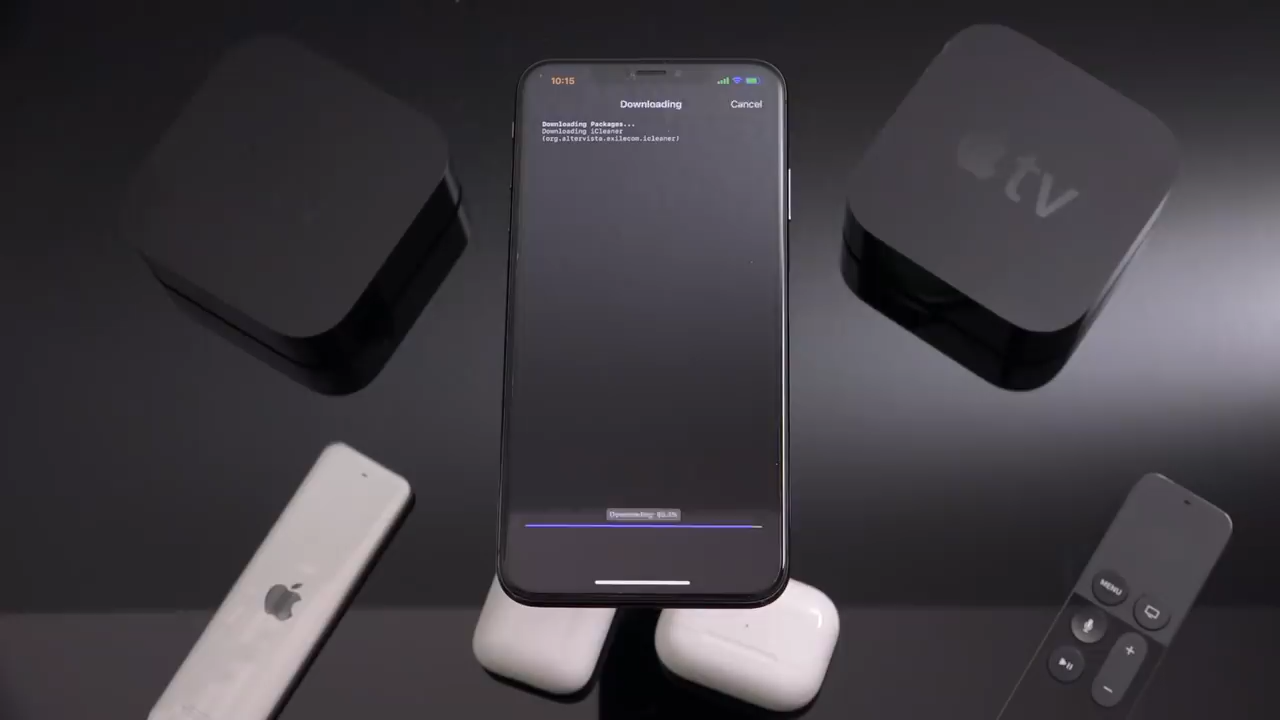 10:15
Downloading
Cancel
Downloading Packages...
Downloading iCleaner
(org.altervista.exilecom.icleaner)
tv
MENU